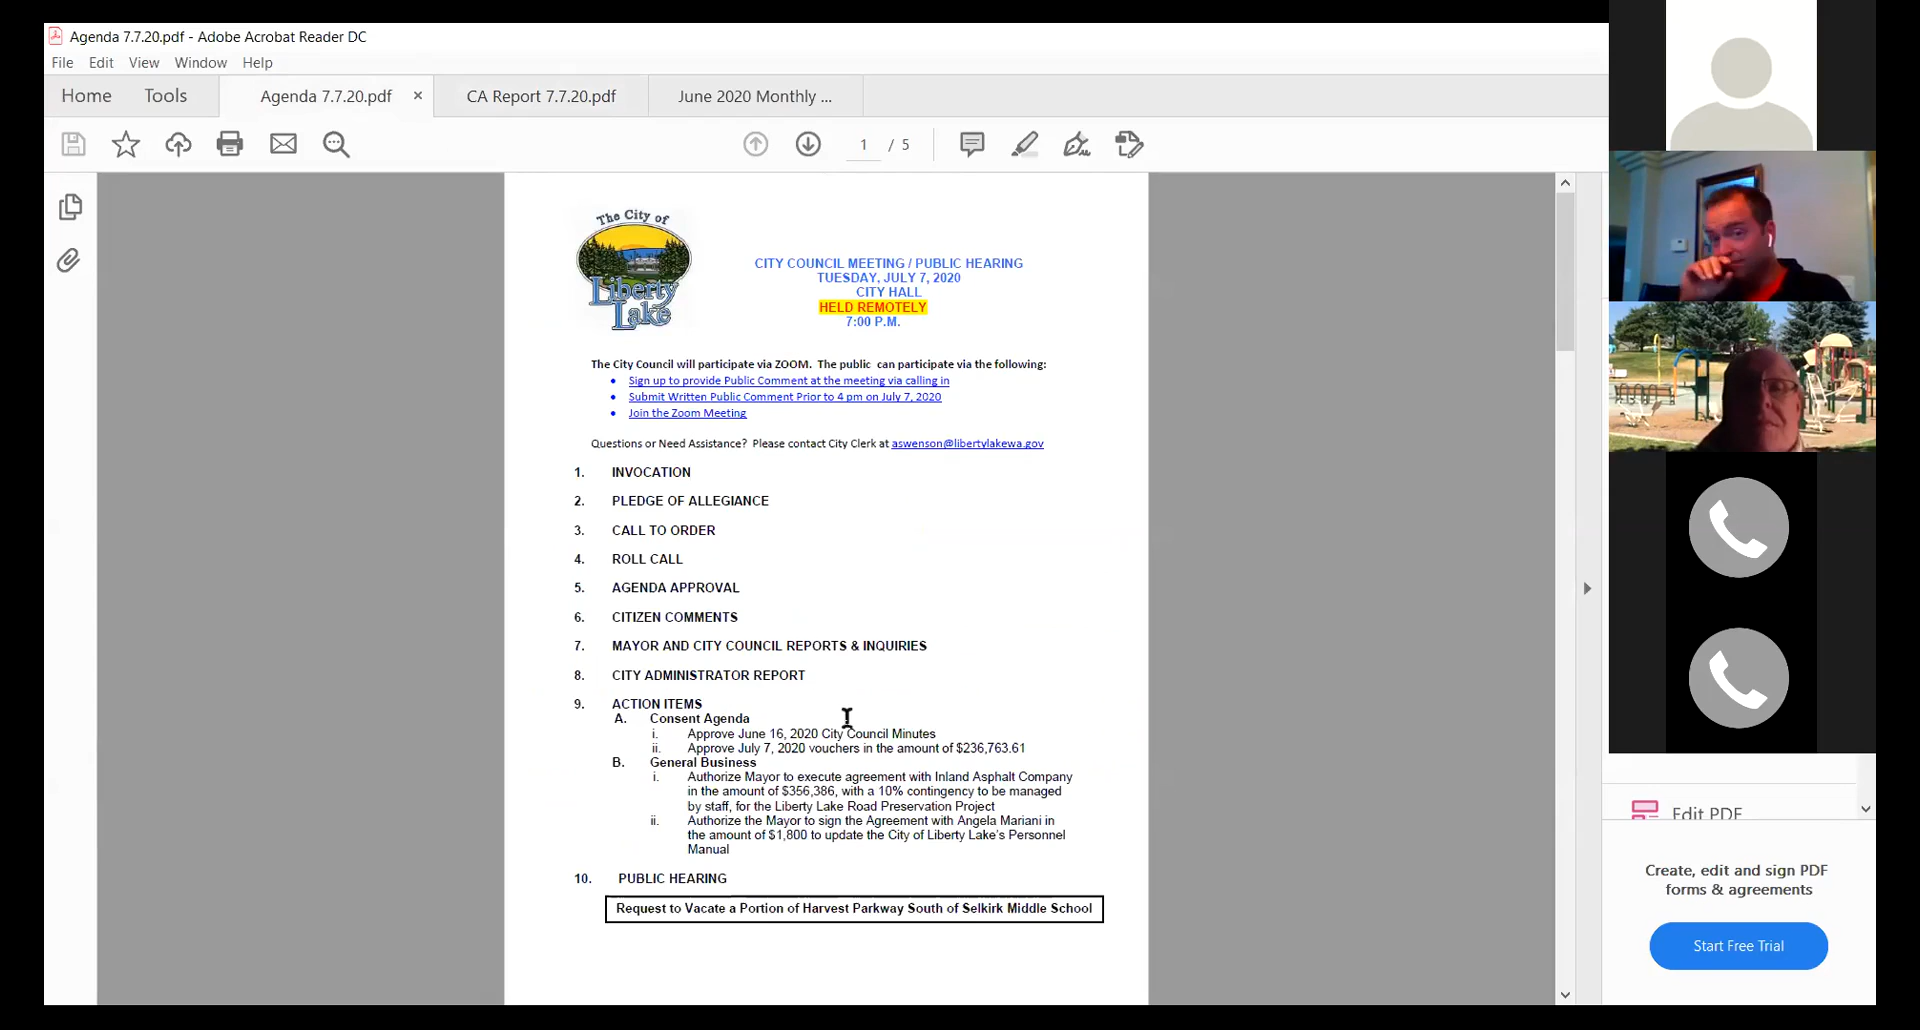 Agenda 7.7.20.pdf - Adobe Acrobat Reader DC
File Edit View Window Help
Home Tools Agenda 7.7.20.pdf × CA Report 7.7.20.pdf June 2020 Monthly ...
1 / 5
The City of
Liberty
Lake
CITY COUNCIL MEETING / PUBLIC HEARING
TUESDAY, JULY 7, 2020
CITY HALL
HELD REMOTELY
7:00 P.M.
The City Council will participate via ZOOM. The public can participate via the following:
• Sign up to provide Public Comment at the meeting via calling in
• Submit Written Public Comment Prior to 4 pm on July 7, 2020
• Join the Zoom Meeting
Questions or Need Assistance? Please contact City Clerk at aswenson@libertylakewa.gov
1. INVOCATION
2. PLEDGE OF ALLEGIANCE
3. CALL TO ORDER
4. ROLL CALL
5. AGENDA APPROVAL
6. CITIZEN COMMENTS
7. MAYOR AND CITY COUNCIL REPORTS & INQUIRIES
8. CITY ADMINISTRATOR REPORT
9. ACTION ITEMS
A. Consent Agenda
i. Approve June 16, 2020 City Council Minutes
ii. Approve July 7, 2020 vouchers in the amount of $236,763.61
B. General Business
i. Authorize Mayor to execute agreement with Inland Asphalt Company
in the amount of $356,386, with a 10% contingency to be managed
by staff, for the Liberty Lake Road Preservation Project
ii. Authorize the Mayor to sign the Agreement with Angela Mariani in
the amount of $1,800 to update the City of Liberty Lake's Personnel
Manual
10. PUBLIC HEARING
Request to Vacate a Portion of Harvest Parkway South of Selkirk Middle School
Edit PDF
Create, edit and sign PDF
forms & agreements
Start Free Trial